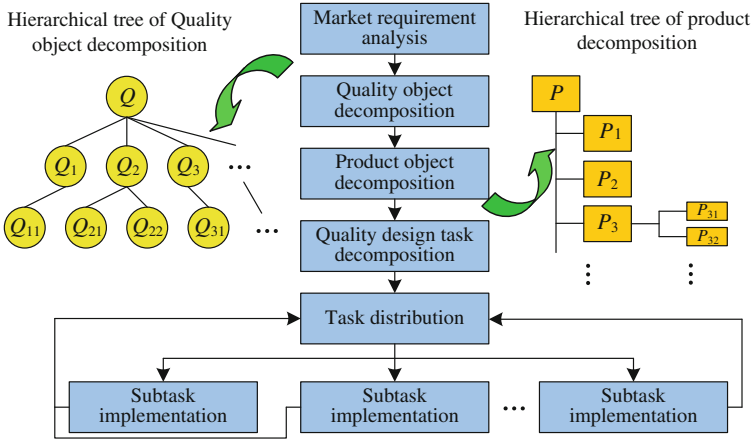 Hierarchical tree of Quality
object decomposition
Market requirement
analysis
Hierarchical tree of product
decomposition
Quality object
decomposition
Product object
decomposition
Quality design task
decomposition
Task distribution
Q
Q1
Q2
Q3
...
Q11
Q21
Q22
Q31
...
P
P1
P2
P3
P31
P32
Subtask
implementation
Subtask
implementation
...
Subtask
implementation